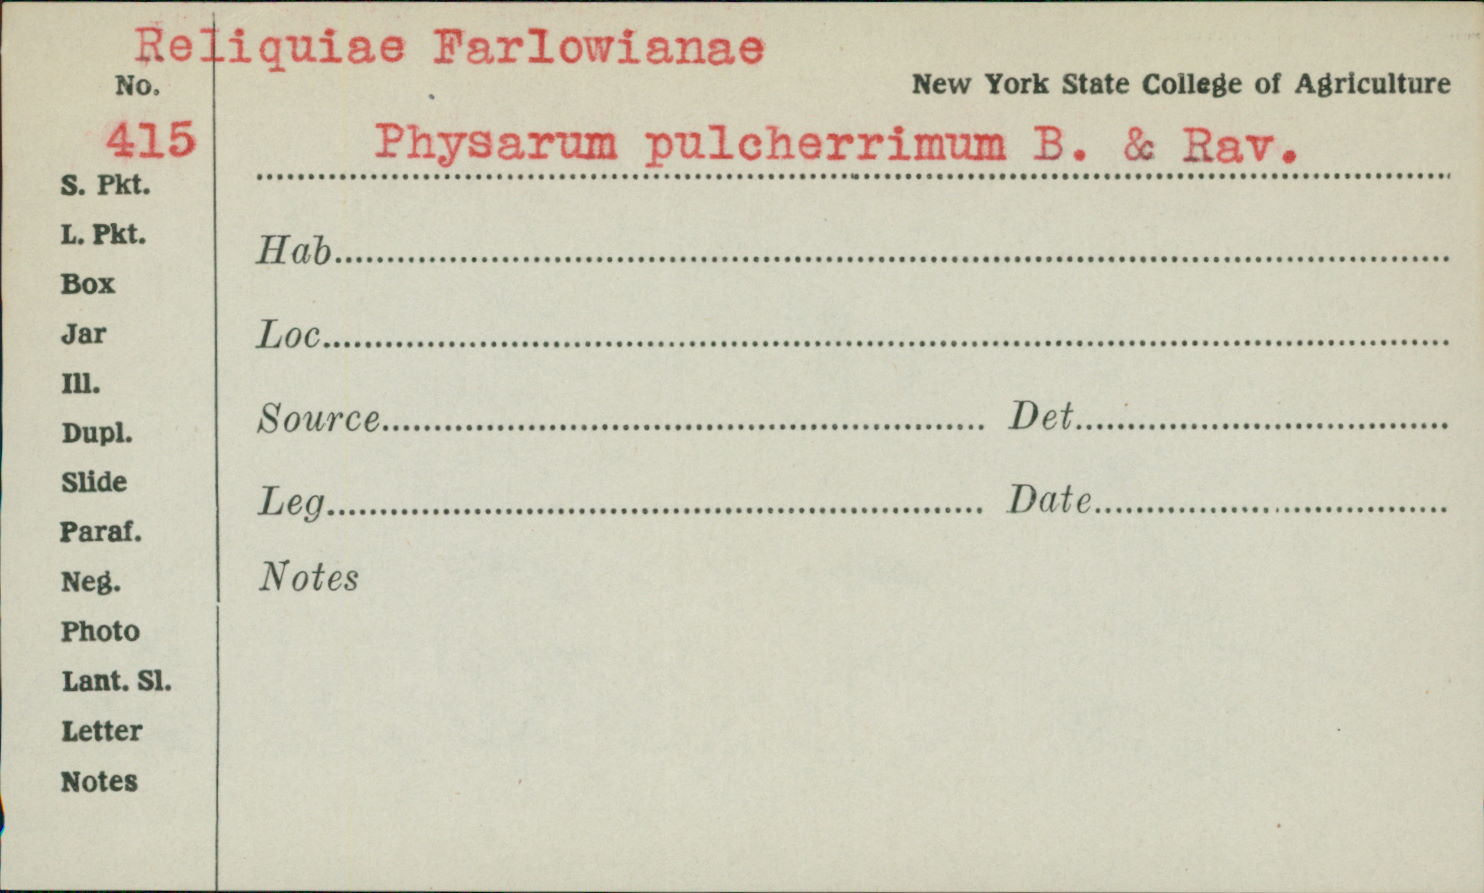 Reliquiae Farlowianae
No.
New York State College of Agriculture
415
Physarum pulcherrimum B. & Rav.
S. Pkt.
L. Pkt.
Box
Jar
Ill.
Dupl.
Slide
Paraf.
Neg.
Photo
Lant. Sl.
Letter
Notes
Hab
Loc
Source Det
Leg Date
Notes